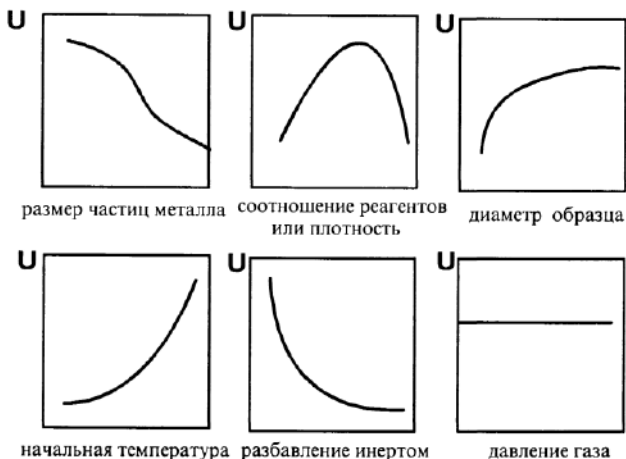 U U U
размер частиц металла
соотношение реагентов
или плотность
диаметр образца
U U U
начальная температура
разбавление инертом
давление газа